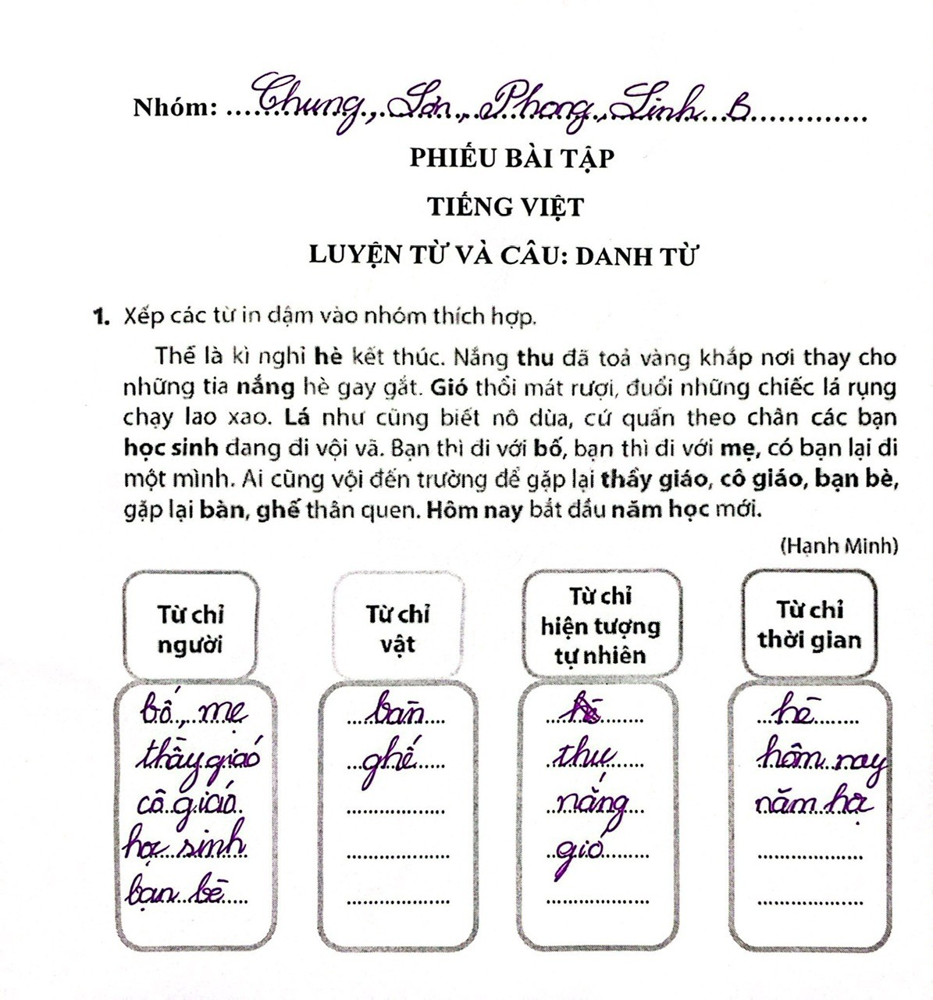 Nhóm: Chung, Sơn, Phong, Linh B
PHIẾU BÀI TẬP
TIẾNG VIỆT
LUYỆN TỪ VÀ CÂU: DANH TỪ
1. Xếp các từ in đậm vào nhóm thích hợp.
Thế là kì nghỉ hè kết thúc. Nắng thu đã toả vàng khắp nơi thay cho
những tia nắng hè gay gắt. Gió thổi mát rượi, đuổi những chiếc lá rụng
chạy lao xao. Lá như cũng biết nô đùa, cứ quấn theo chân các bạn
học sinh đang đi vội vã. Bạn thì đi với bố, bạn thì đi với mẹ, có bạn lại đi
một mình. Ai cũng vội đến trường để gặp lại thầy giáo, cô giáo, bạn bè,
gặp lại bàn, ghế thân quen. Hôm nay bắt đầu năm học mới.
(Hạnh Minh)
Từ chỉ
người
bố, mẹ
thầy giáo
cô giáo
học sinh
bạn bè
Từ chỉ
vật
bàn
ghế
Từ chỉ
hiện tượng
tự nhiên
hè
thu
nắng
gió
Từ chỉ
thời gian
hè
hôm nay
năm học